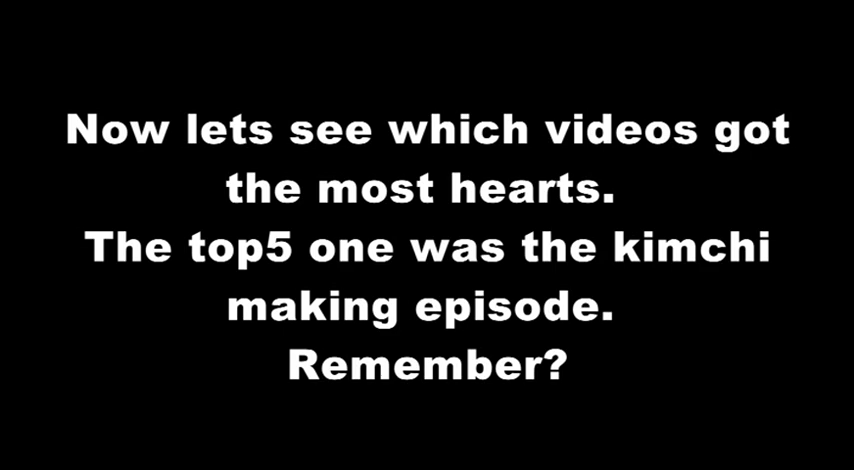 Now lets see which videos got
the most hearts.
The top5 one was the kimchi
making episode.
Remember?